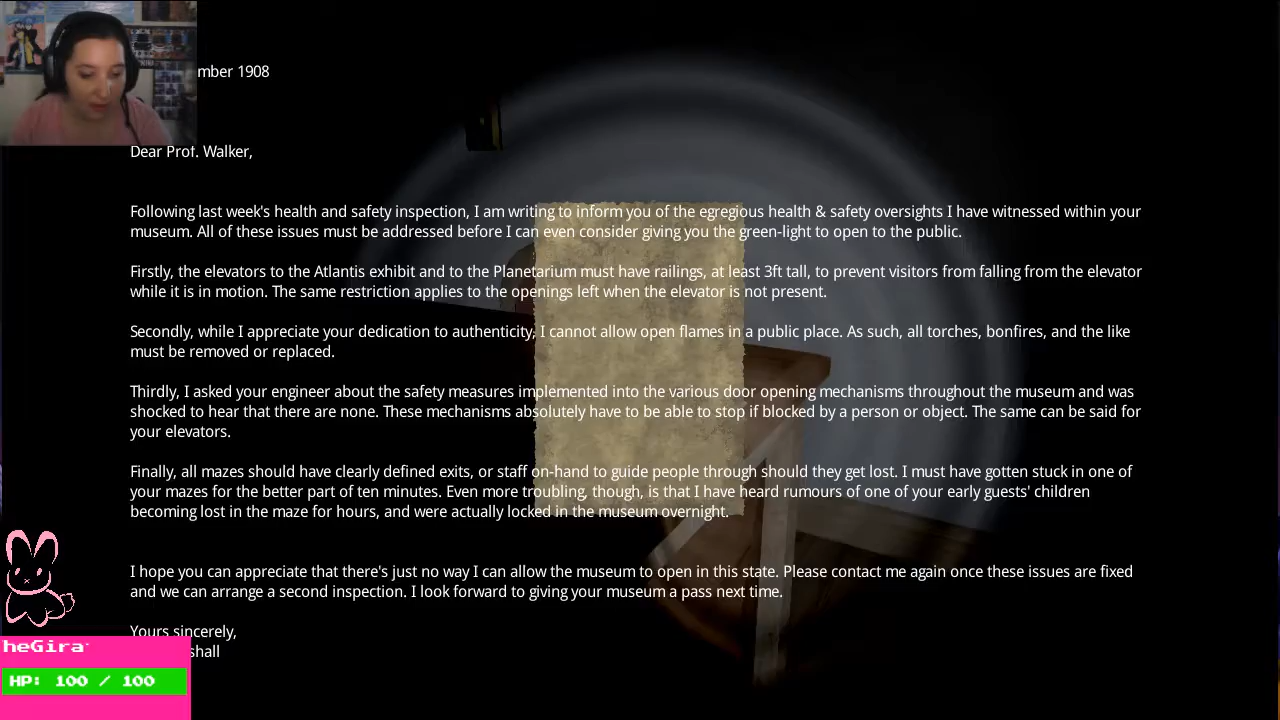 mber 1908
Dear Prof. Walker,
Following last week's health and safety inspection, I am writing to inform you of the egregious health & safety oversights I have witnessed within your
museum. All of these issues must be addressed before I can even consider giving you the green-light to open to the public.
Firstly, the elevators to the Atlantis exhibit and to the Planetarium must have railings, at least 3ft tall, to prevent visitors from falling from the elevator
while it is in motion. The same restriction applies to the openings left when the elevator is not present.
Secondly, while I appreciate your dedication to authenticity, I cannot allow open flames in a public place. As such, all torches, bonfires, and the like
must be removed or replaced.
Thirdly, I asked your engineer about the safety measures implemented into the various door opening mechanisms throughout the museum and was
shocked to hear that there are none. These mechanisms absolutely have to be able to stop if blocked by a person or object. The same can be said for
your elevators.
Finally, all mazes should have clearly defined exits, or staff on-hand to guide people through should they get lost. I must have gotten stuck in one of
your mazes for the better part of ten minutes. Even more troubling, though, is that I have heard rumours of one of your early guests' children
becoming lost in the maze for hours, and were actually locked in the museum overnight.
I hope you can appreciate that there's just no way I can allow the museum to open in this state. Please contact me again once these issues are fixed
and we can arrange a second inspection. I look forward to giving your museum a pass next time.
Yours sincerely,
shall
heGira
HP: 100 / 100